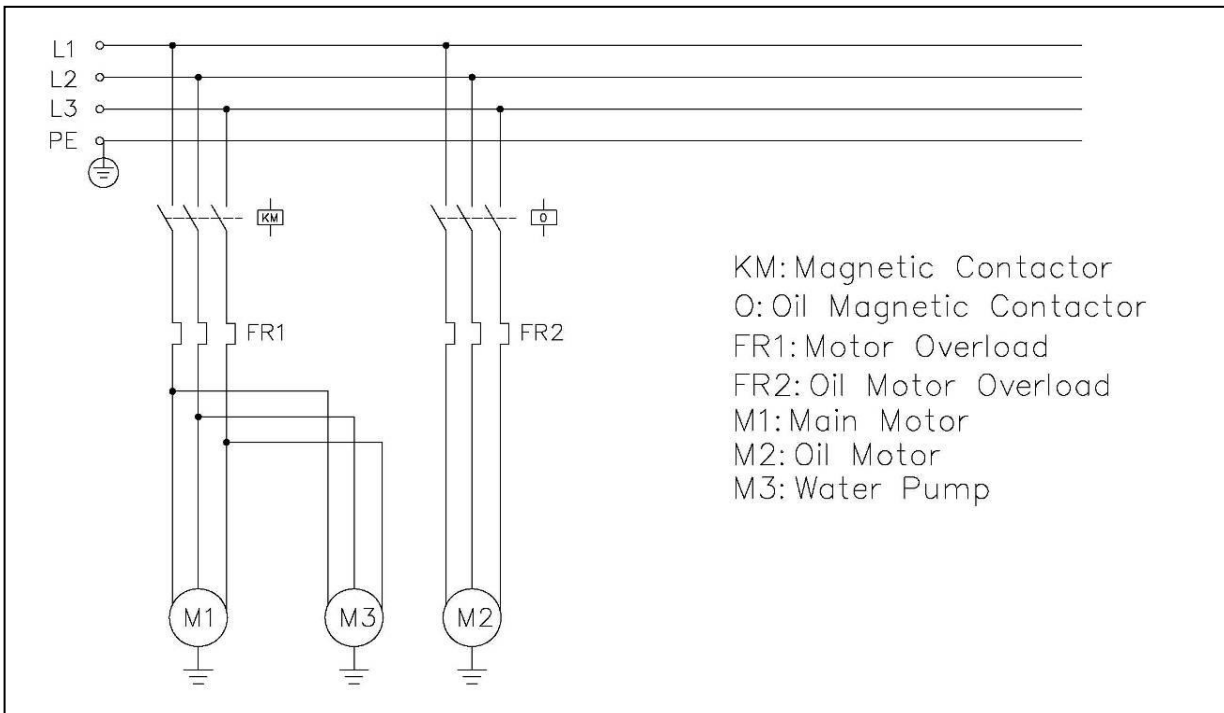 L1
L2
L3
PE
KM
O
FR1
FR2
KM: Magnetic Contactor
O: Oil Magnetic Contactor
FR1: Motor Overload
FR2: Oil Motor Overload
M1: Main Motor
M2: Oil Motor
M3: Water Pump
M1
M3
M2